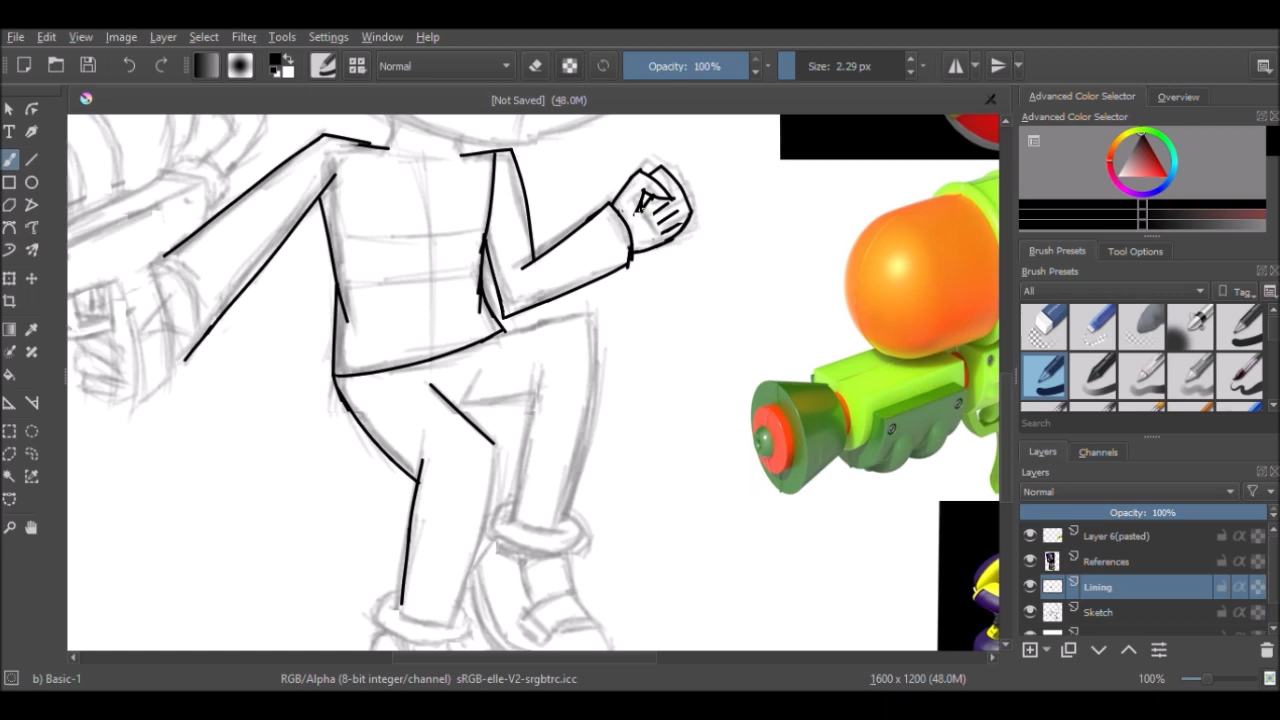 File Edit View Image Layer Select Filter Tools Settings Window Help
Normal
Opacity: 100%
Size: 2.29 px
[Not Saved] (48.0M)
Advanced Color Selector
Overview
Advanced Color Selector
Brush Presets
Tool Options
Brush Presets
All
Tag
Search
Layers
Channels
Layers
Normal
Opacity: 100%
Layer 6(pasted)
References
Lining
Sketch
b) Basic-1
RGB/Alpha (8-bit integer/channel) sRGB-elle-V2-srgbtrc.icc
1600 x 1200 (48.0M)
100%